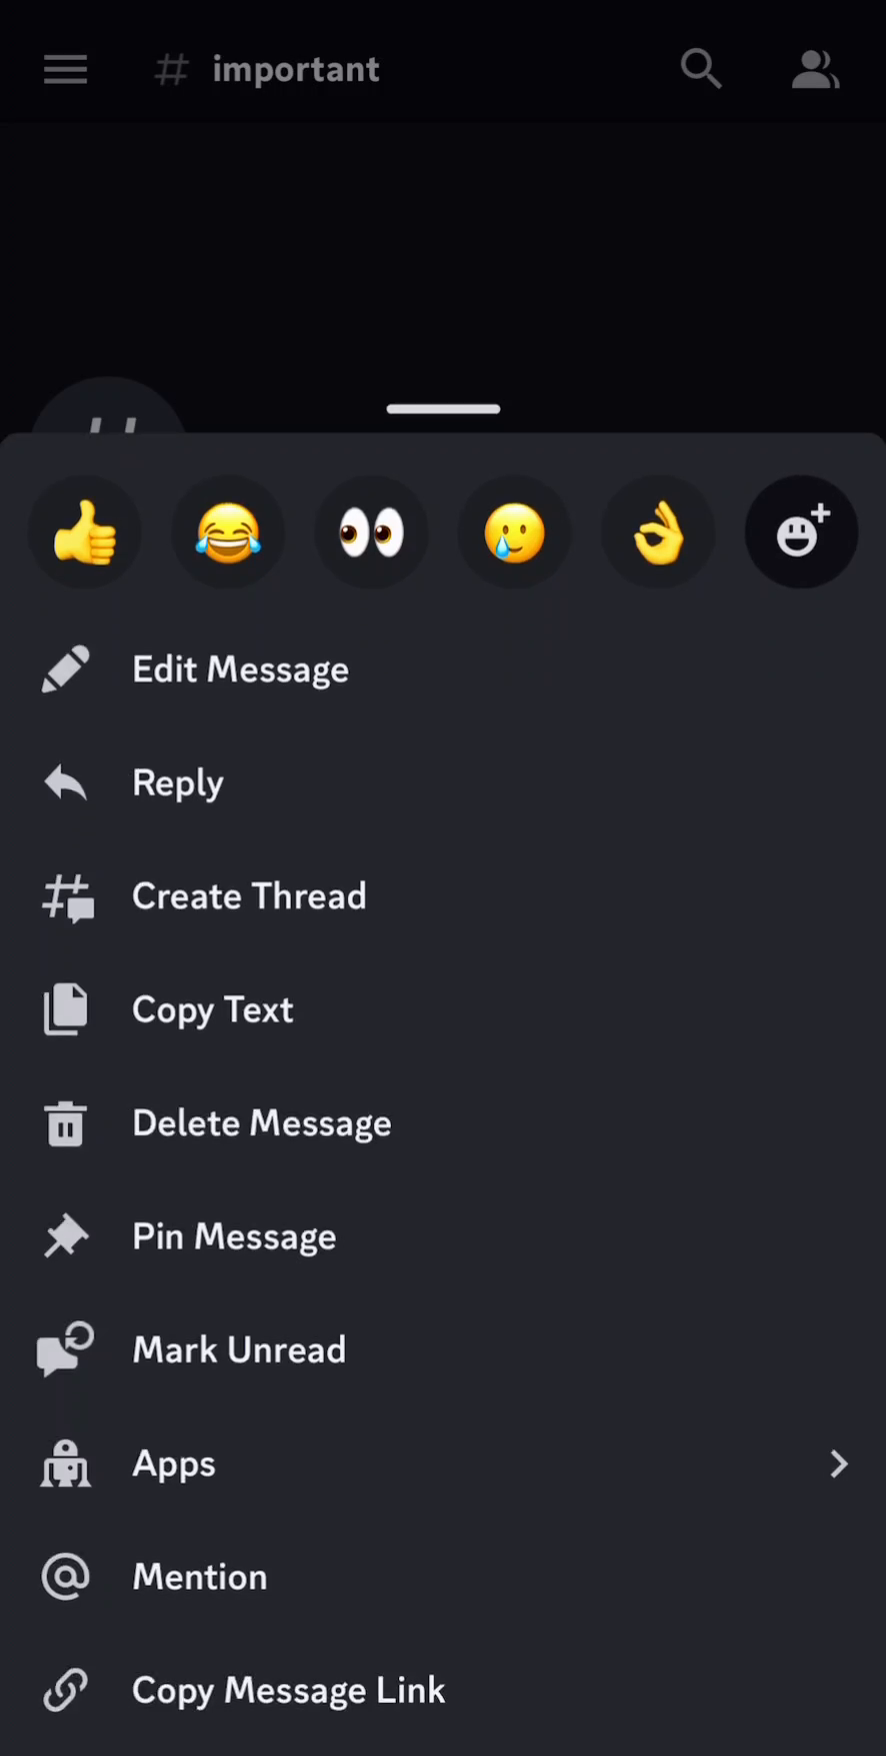 # important
Edit Message
Reply
Create Thread
Copy Text
Delete Message
Pin Message
Mark Unread
Apps
Mention
Copy Message Link